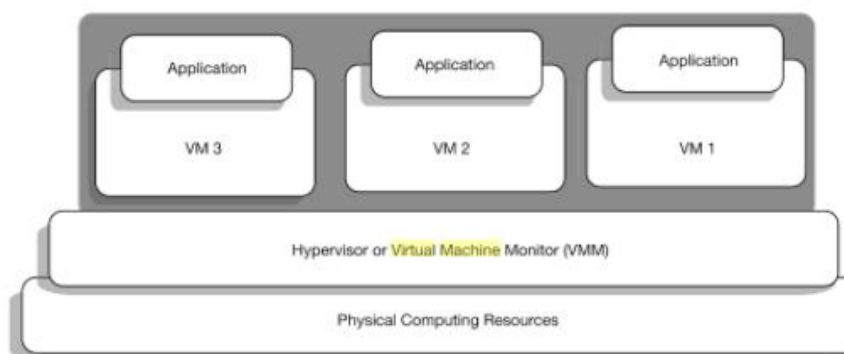 Application
Application
Application
VM 3
VM 2
VM 1
Hypervisor or Virtual Machine Monitor (VMM)
Physical Computing Resources